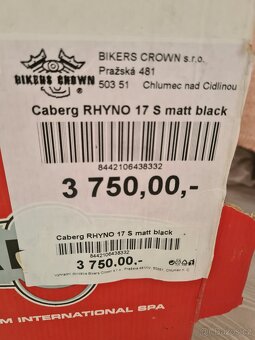 BIKERS CROWN
BIKERS CROWN s.r.o.
Pražská 481
503 51 Chlumec nad Cidlinou
Caberg RHYNO 17 S matt black
8442106438332
3 750,00,-
Caberg RHYNO 17 S matt black
8442106438332
3 750.00.-
M INTERNATIONAL SPA